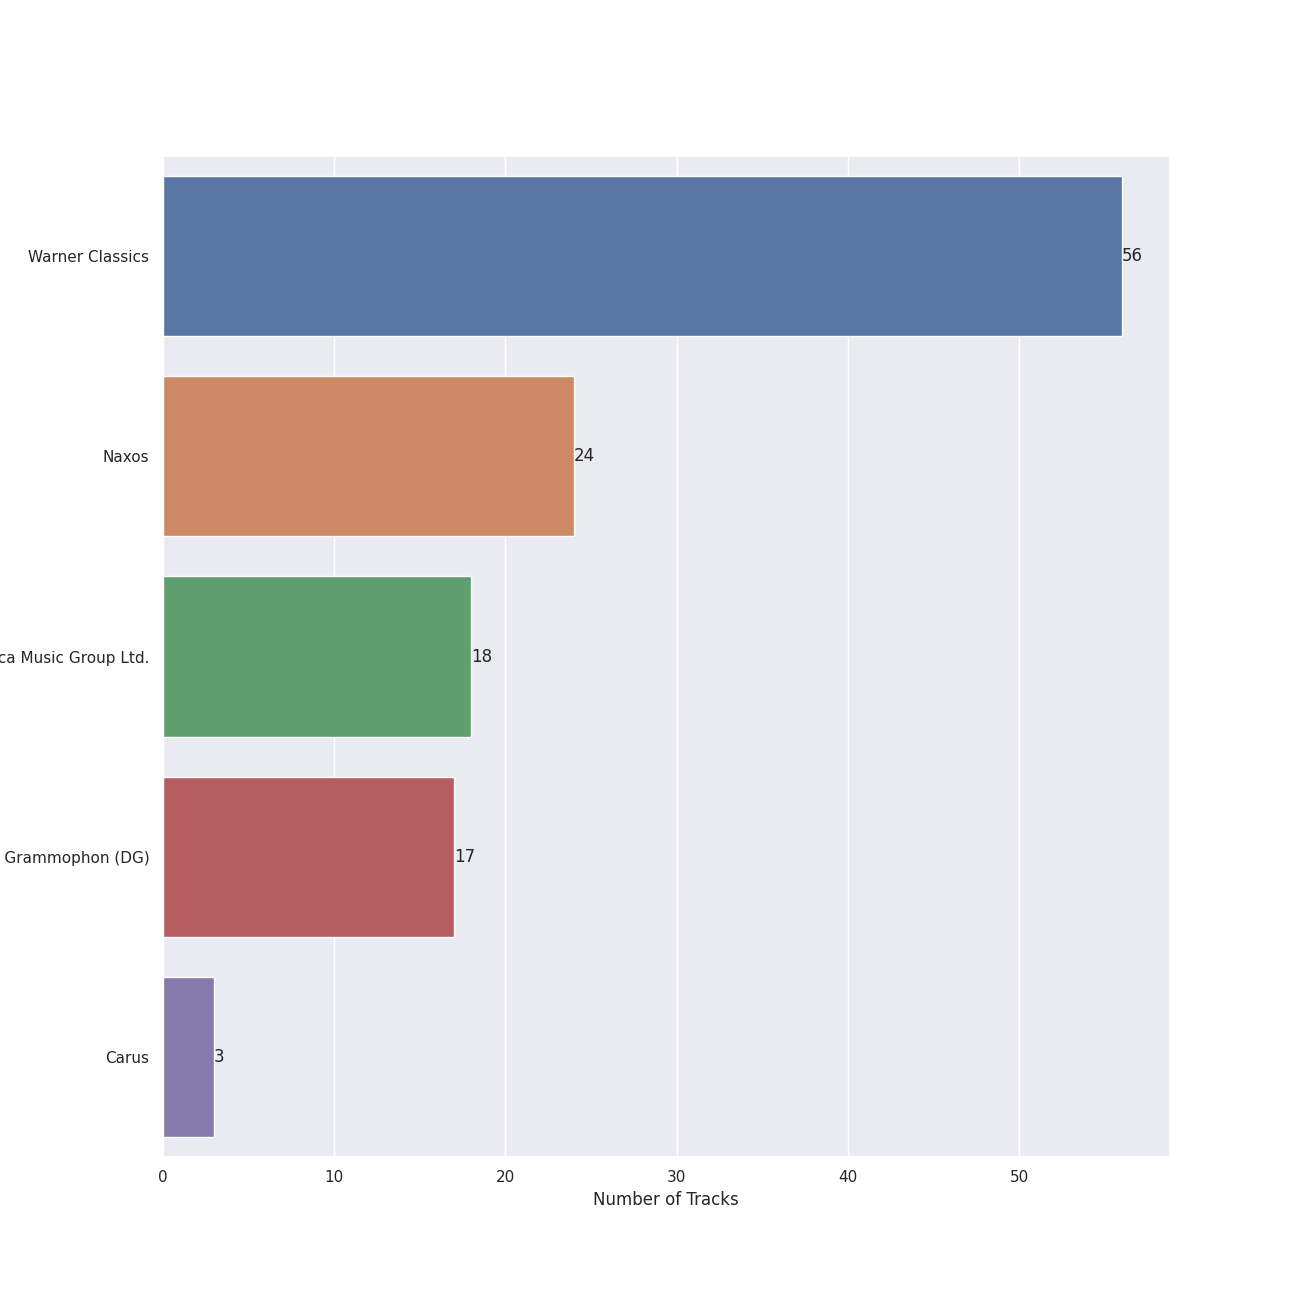 Warner Classics
56
Naxos
24
ca Music Group Ltd.
18
Grammophon (DG)
17
Carus
3
0 10 20 30 40 50
Number of Tracks